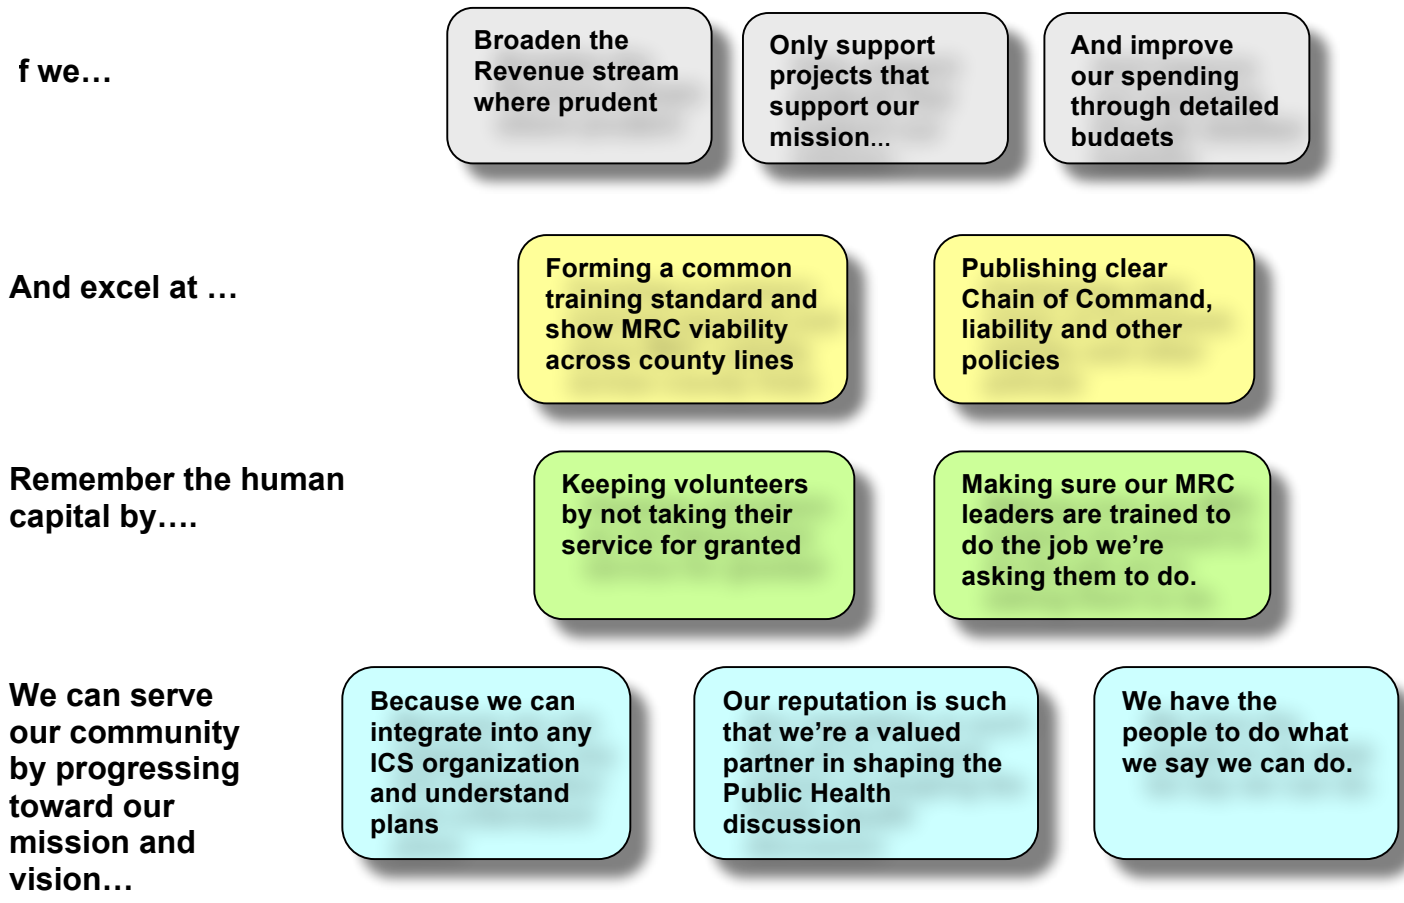 f we…
Broaden the
Revenue stream
where prudent
Only support
projects that
support our
mission...
And improve
our spending
through detailed
budgets
And excel at …
Forming a common
training standard and
show MRC viability
across county lines
Publishing clear
Chain of Command,
liability and other
policies
Remember the human
capital by….
Keeping volunteers
by not taking their
service for granted
Making sure our MRC
leaders are trained to
do the job we’re
asking them to do.
We can serve
our community
by progressing
toward our
mission and
vision…
Because we can
integrate into any
ICS organization
and understand
plans
Our reputation is such
that we’re a valued
partner in shaping the
Public Health
discussion
We have the
people to do what
we say we can do.